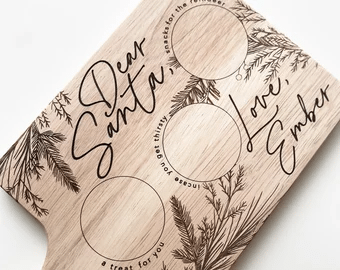 Dear
Santa,
snacks for the reindeer
incase you get thirsty
a treat for you
Love,
Ember